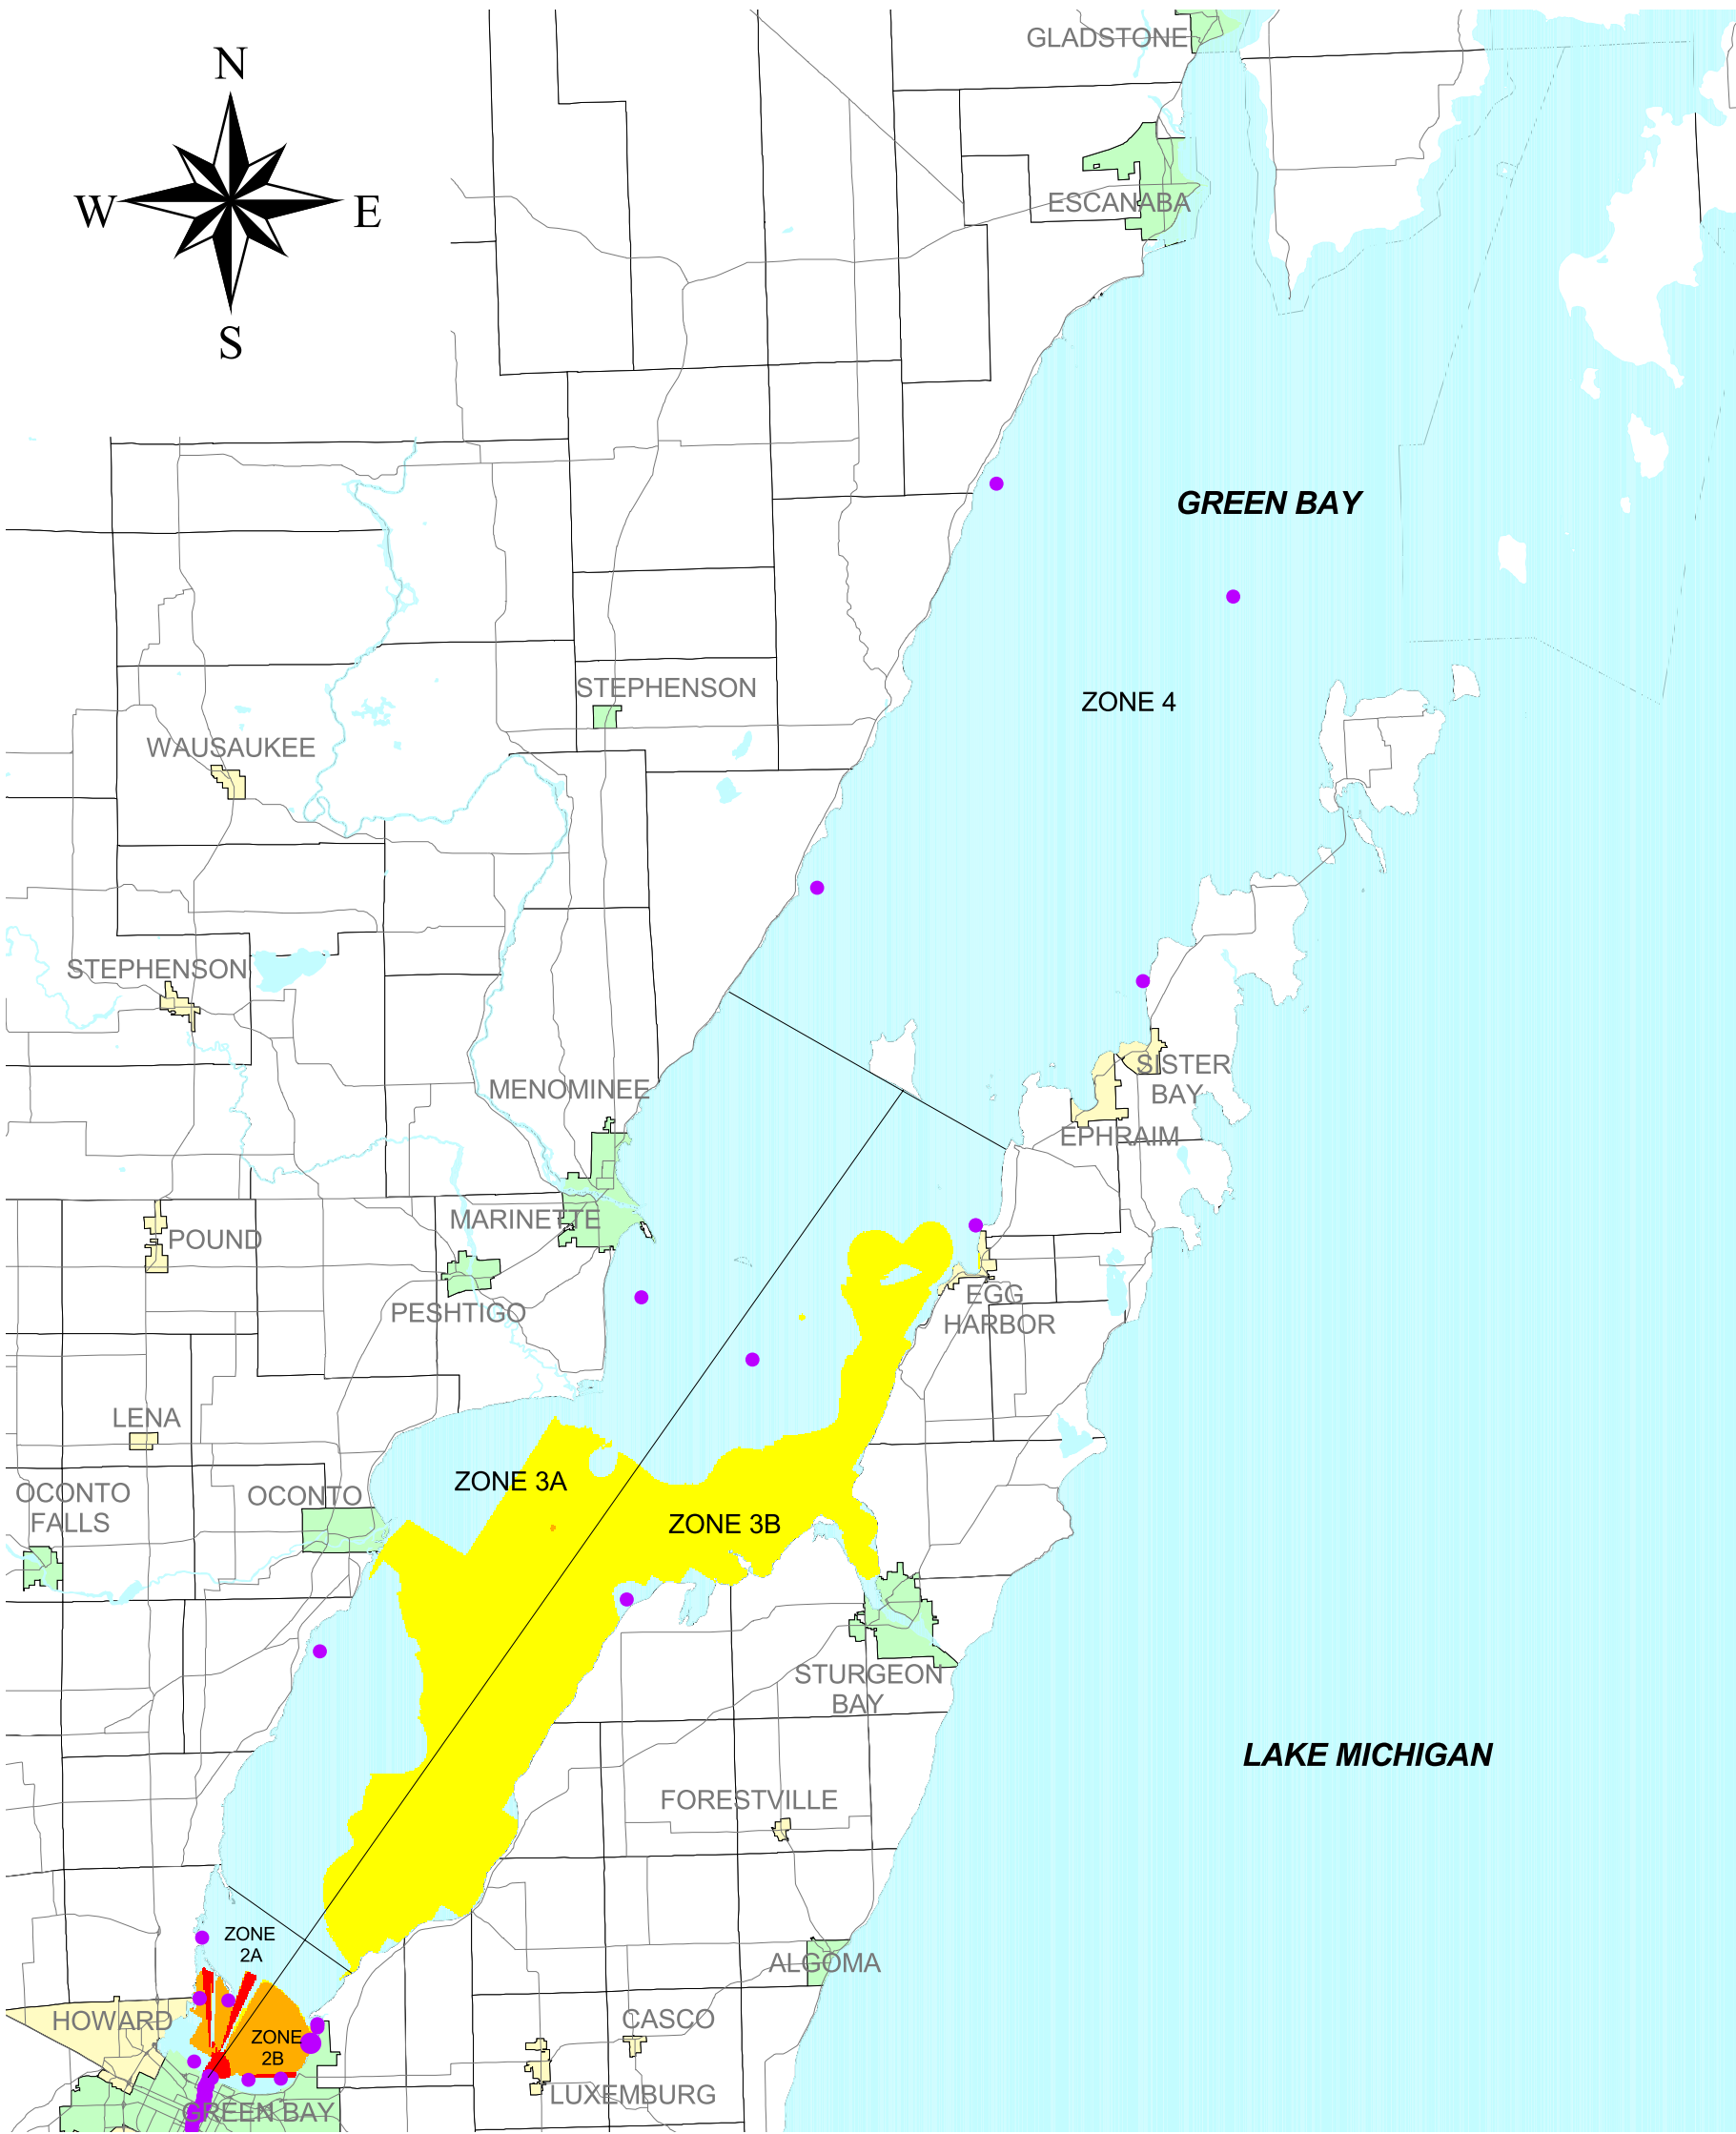 GLADSTONE
N
W
E
S
ESCANABA
GREEN BAY
STEPHENSON
ZONE 4
WAUSAUKEE
STEPHENSON
MENOMINEE
SISTER
BAY
EPHRAIM
MARINETTE
POUND
PESHTIGO
EGG
HARBOR
LENA
ZONE 3A
OCONTO
FALLS
OCONTO
ZONE 3B
STURGEON
BAY
LAKE MICHIGAN
FORESTVILLE
ZONE
2A
ALGOMA
HOWARD
CASCO
ZONE
2B
LUXEMBURG
GREEN BAY